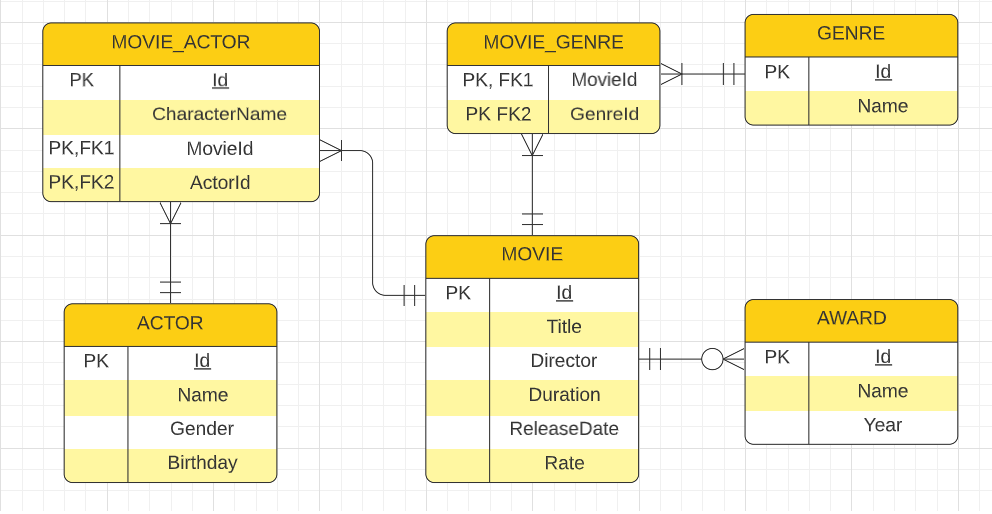 MOVIE_ACTOR
PK Id
CharacterName
PK,FK1 MovieId
PK,FK2 ActorId
MOVIE_GENRE
PK, FK1 MovieId
PK FK2 GenreId
GENRE
PK Id
Name
ACTOR
PK Id
Name
Gender
Birthday
MOVIE
PK Id
Title
Director
Duration
ReleaseDate
Rate
AWARD
PK Id
Name
Year